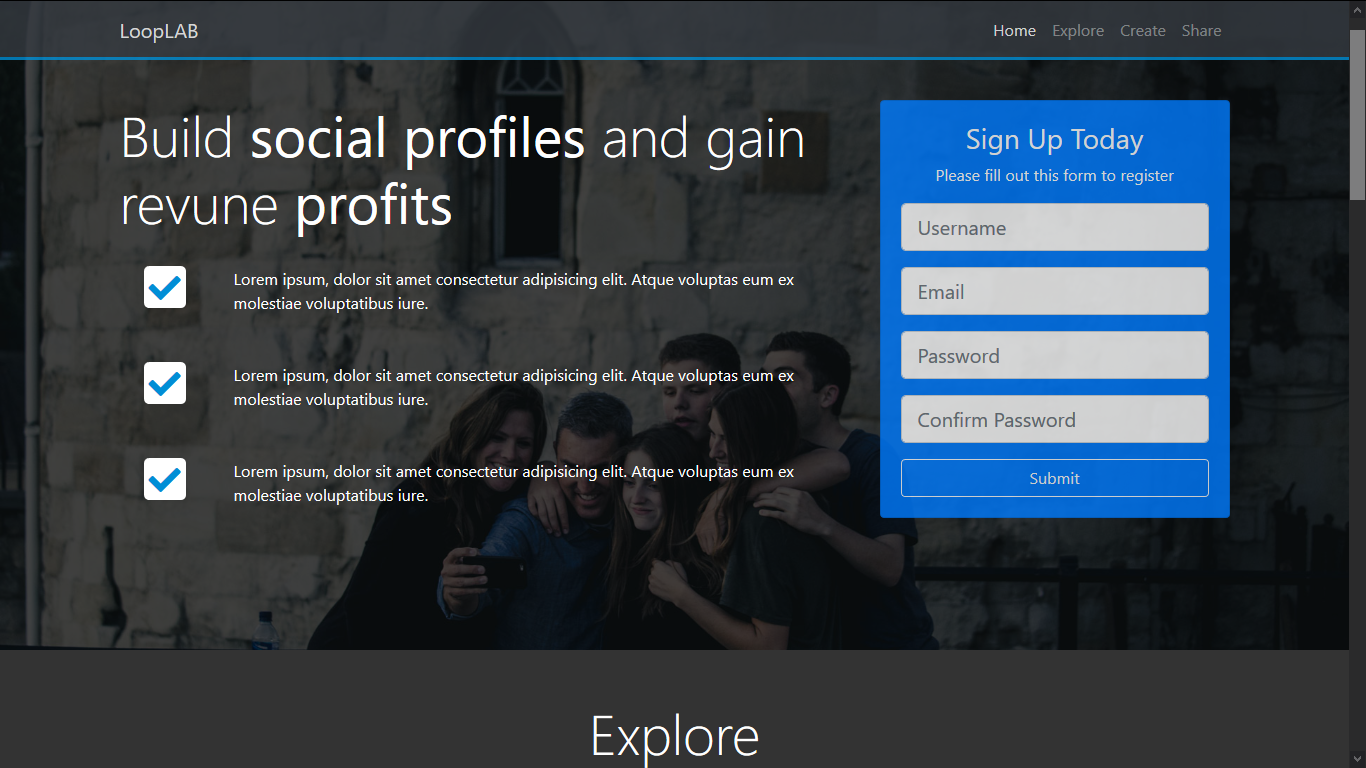 LoopLAB
Home Explore Create Share
Build social profiles and gain
revune profits
Lorem ipsum, dolor sit amet consectetur adipisicing elit. Atque voluptas eum ex
molestiae voluptatibus iure.
Lorem ipsum, dolor sit amet consectetur adipisicing elit. Atque voluptas eum ex
molestiae voluptatibus iure.
Lorem ipsum, dolor sit amet consectetur adipisicing elit. Atque voluptas eum ex
molestiae voluptatibus iure.
Sign Up Today
Please fill out this form to register
Username
Email
Password
Confirm Password
Submit
Explore